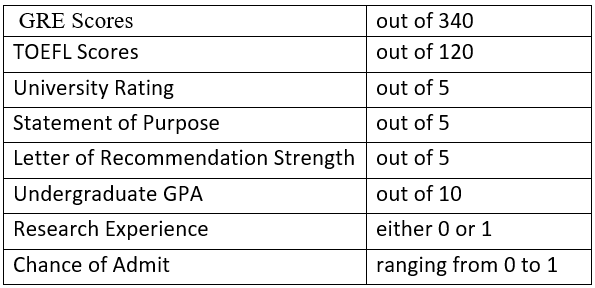 GRE Scores out of 340
TOEFL Scores out of 120
University Rating out of 5
Statement of Purpose out of 5
Letter of Recommendation Strength out of 5
Undergraduate GPA out of 10
Research Experience either 0 or 1
Chance of Admit ranging from 0 to 1